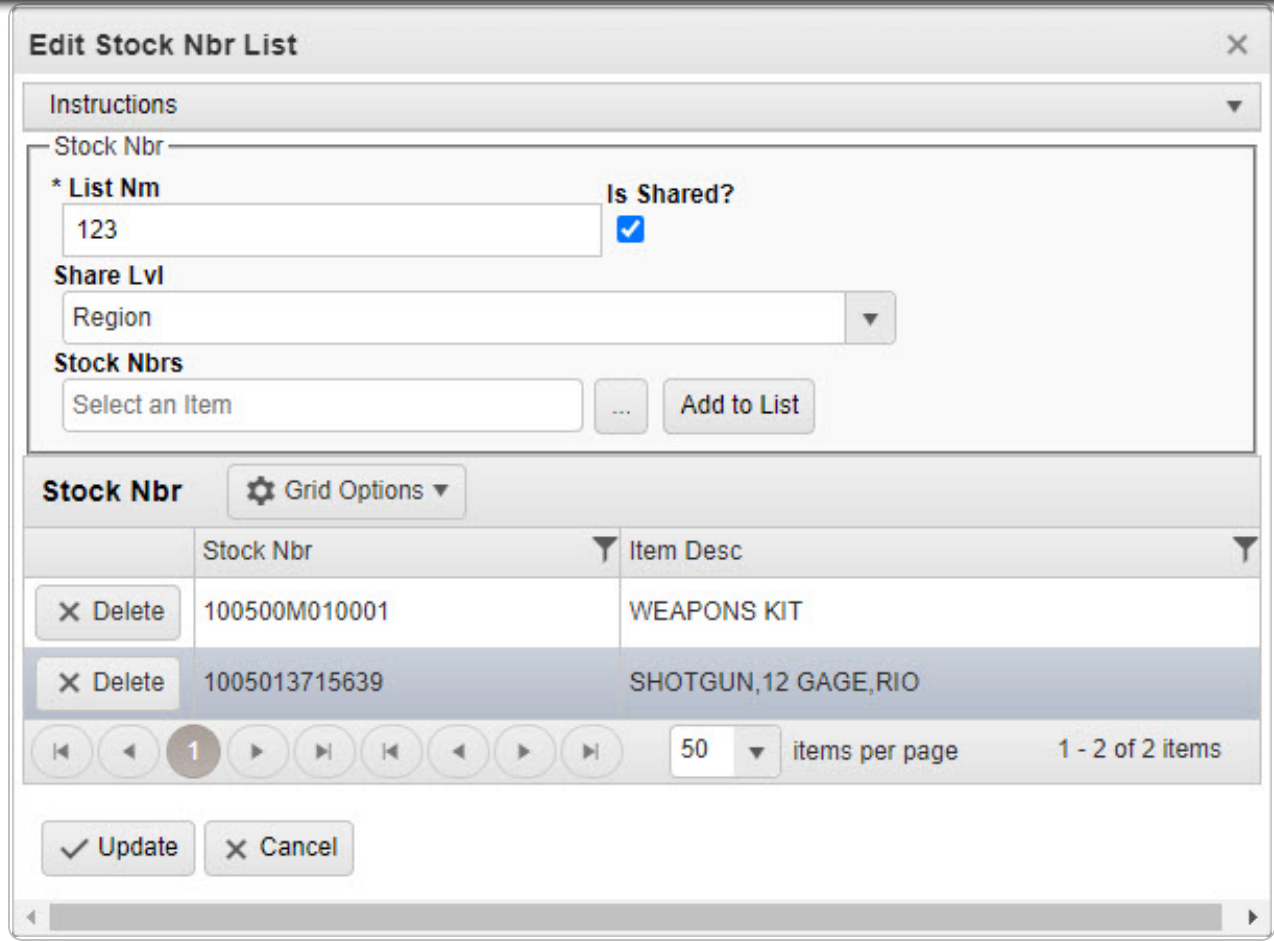 Edit Stock Nbr List
Instructions
Stock Nbr
* List Nm
Is Shared?
123
Share Lvl
Region
Stock Nbrs
Select an Item ... Add to List
Stock Nbr Grid Options
Stock Nbr Item Desc
Delete 100500M010001 WEAPONS KIT
Delete 1005013715639 SHOTGUN,12 GAGE,RIO
1 50 items per page 1 - 2 of 2 items
Update Cancel